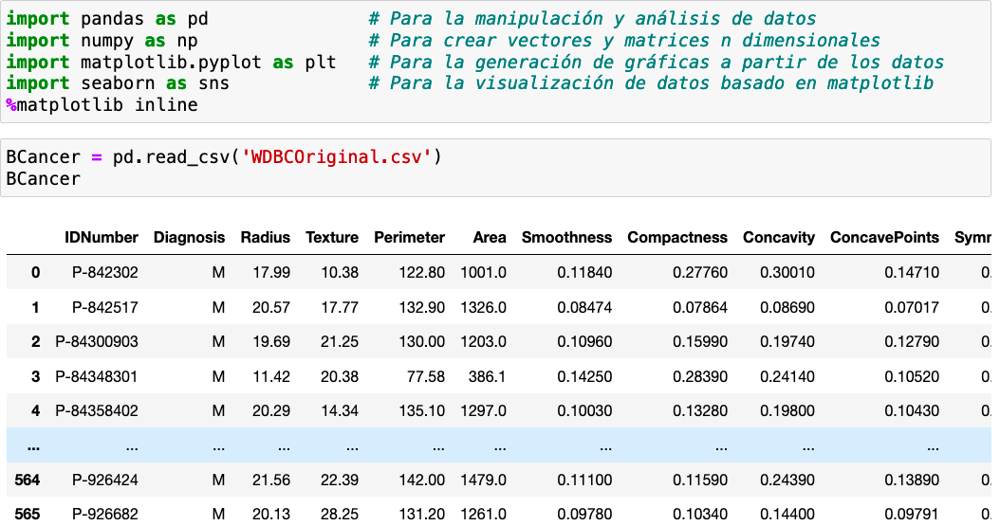 import pandas as pd # Para la manipulación y análisis de datos
import numpy as np # Para crear vectores y matrices n dimensionales
import matplotlib.pyplot as plt # Para la generación de gráficas a partir de los datos
import seaborn as sns # Para la visualización de datos basado en matplotlib
%matplotlib inline
BCancer = pd.read_csv('WDBCOriginal.csv')
BCancer
IDNumber Diagnosis Radius Texture Perimeter Area Smoothness Compactness Concavity ConcavePoints Symm
0 P-842302 M 17.99 10.38 122.80 1001.0 0.11840 0.27760 0.30010 0.14710 0.
1 P-842517 M 20.57 17.77 132.90 1326.0 0.08474 0.07864 0.08690 0.07017 0.
2 P-84300903 M 19.69 21.25 130.00 1203.0 0.10960 0.15990 0.19740 0.12790 0.
3 P-84348301 M 11.42 20.38 77.58 386.1 0.14250 0.28390 0.24140 0.10520 0.
4 P-84358402 M 20.29 14.34 135.10 1297.0 0.10030 0.13280 0.19800 0.10430 0.
... ... ... ... ... ... ... ... ... ... ...
564 P-926424 M 21.56 22.39 142.00 1479.0 0.11100 0.11590 0.24390 0.13890 0.
565 P-926682 M 20.13 28.25 131.20 1261.0 0.09780 0.10340 0.14400 0.09791 0.